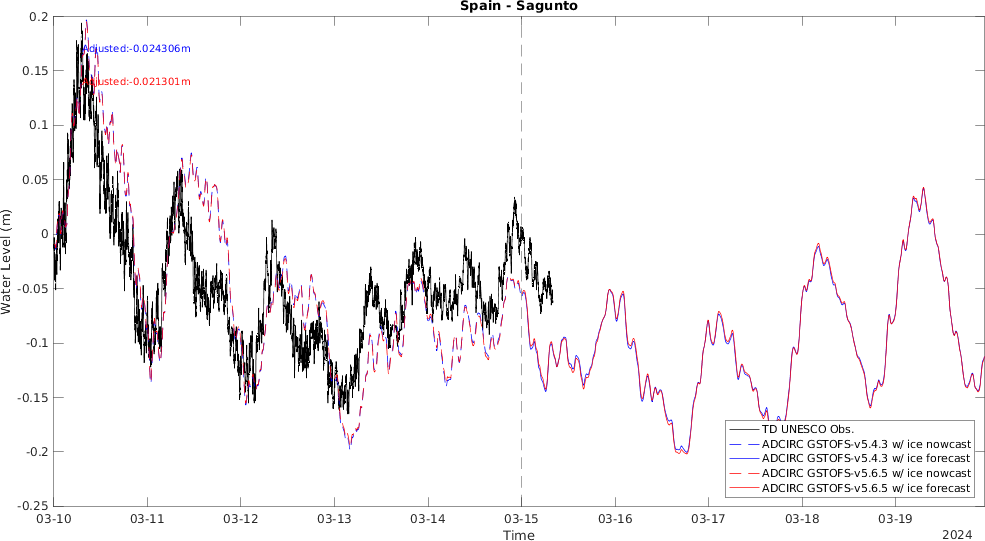 Spain - Sagunto
0.2
0.15
0.1
0.05
0
-0.05
-0.1
-0.15
-0.2
-0.25
Water Level (m)
Adjusted:-0.024306m
Adjusted:-0.021301m
TD UNESCO Obs.
ADCIRC GSTOFS-v5.4.3 w/ ice nowcast
ADCIRC GSTOFS-v5.4.3 w/ ice forecast
ADCIRC GSTOFS-v5.6.5 w/ ice nowcast
ADCIRC GSTOFS-v5.6.5 w/ ice forecast
03-10 03-11 03-12 03-13 03-14 03-15 03-16 03-17 03-18 03-19
Time
2024